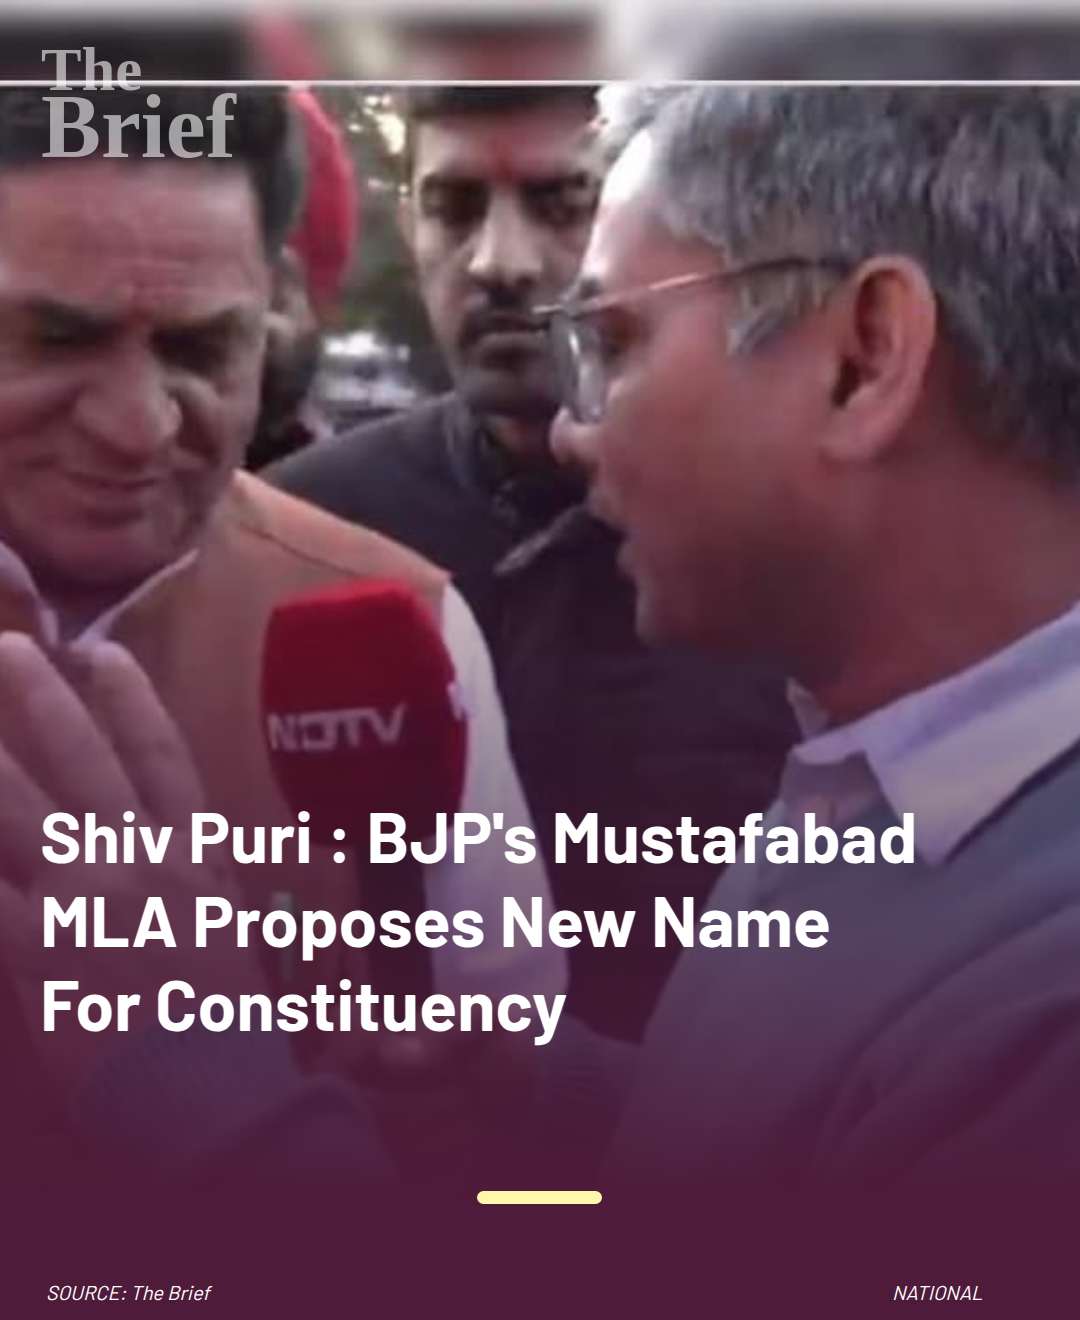 The
Brief
NDTV
Shiv Puri : BJP's Mustafabad
MLA Proposes New Name
For Constituency
SOURCE: The Brief
NATIONAL